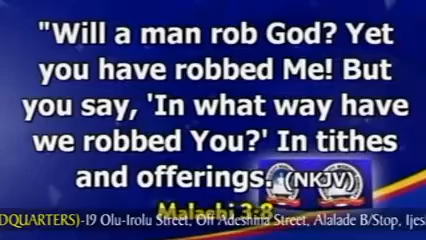 "Will a man rob God? Yet
you have robbed Me! But
you say, 'In what way have
we robbed You?' In tithes
and offerings. (NKJV)
Malachi 3:8
DQUARTERS)-19 Olu-Irolu Street, Off Adeshina Street, Alalade B/Stop, Ijes